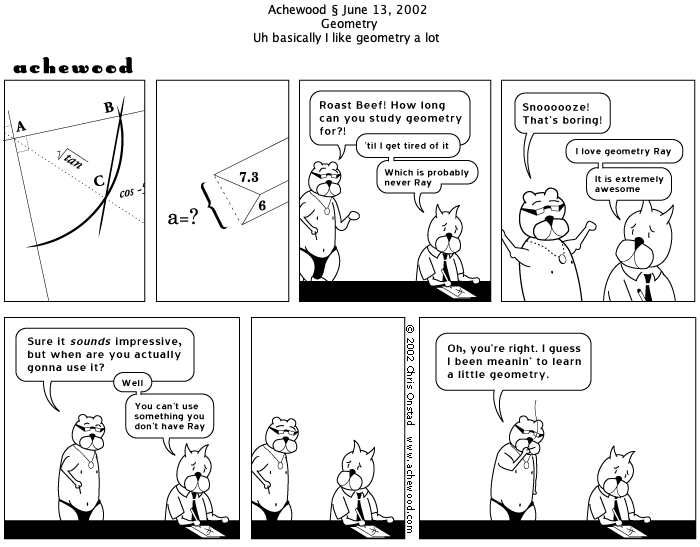 Achewood § June 13, 2002
Geometry
Uh basically I like geometry a lot
achewood
A
B
√tan
C
cos -
7.3
6
a=?
Roast Beef! How long
can you study geometry
for?!
'til I get tired of it
Which is probably
never Ray
Snoooooze!
That's boring!
I love geometry Ray
It is extremely
awesome
Sure it sounds impressive,
but when are you actually
gonna use it?
Well
You can't use
something you
don't have Ray
© 2002 Chris Onstad www.achewood.com
Oh, you're right. I guess
I been meanin' to learn
a little geometry.